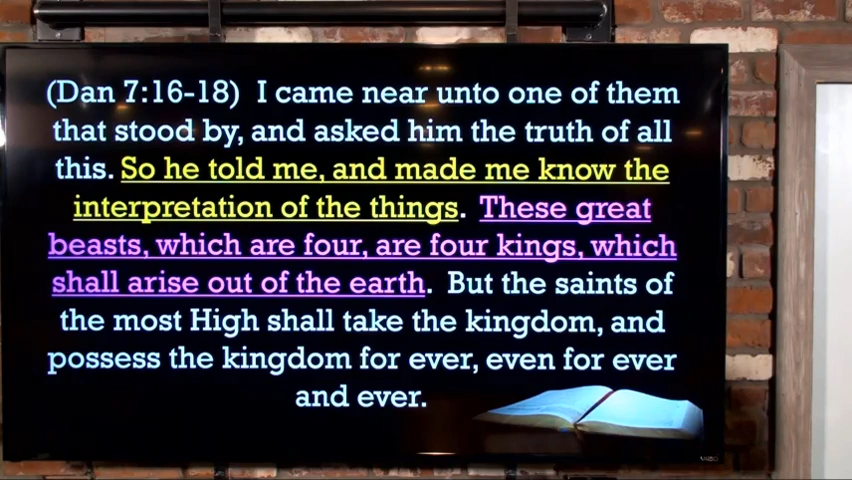 (Dan 7:16-18) I came near unto one of them
that stood by, and asked him the truth of all
this. So he told me, and made me know the
interpretation of the things. These great
beasts, which are four, are four kings, which
shall arise out of the earth. But the saints of
the most High shall take the kingdom, and
possess the kingdom for ever, even for ever
and ever.
VIZIO